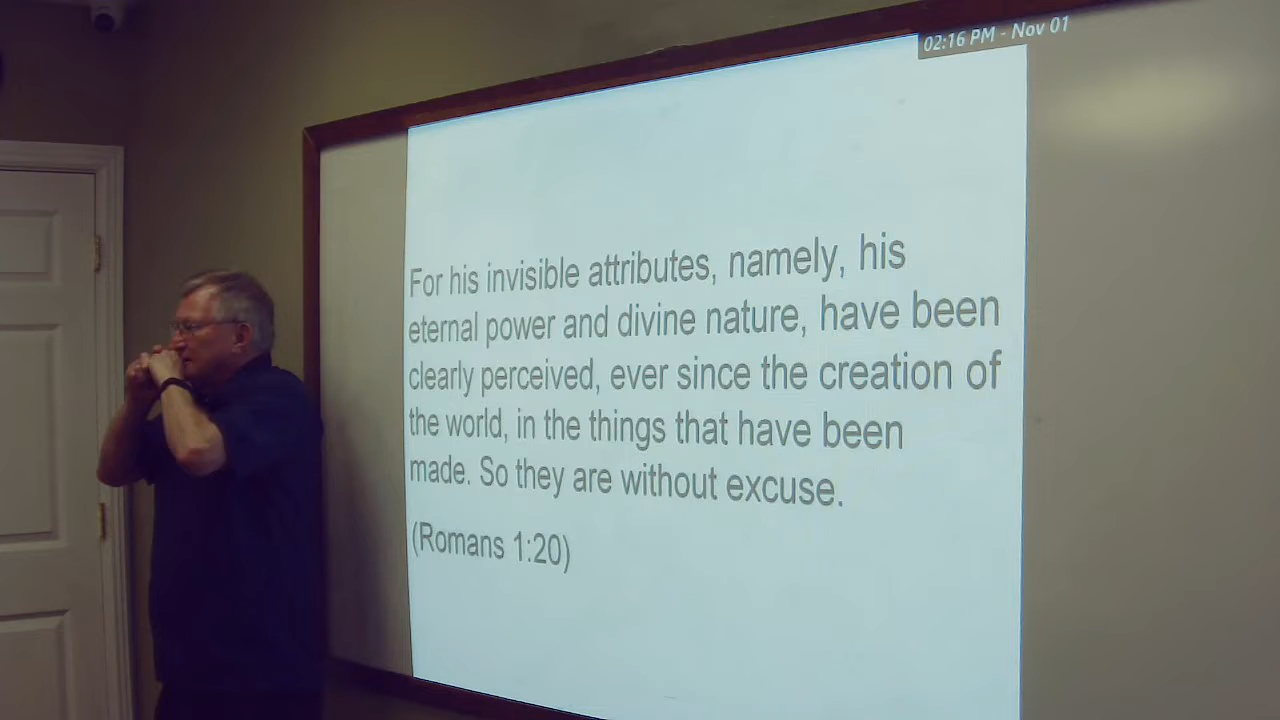 02:16 PM - Nov 01
For his invisible attributes, namely, his
eternal power and divine nature, have been
clearly perceived, ever since the creation of
the world, in the things that have been
made. So they are without excuse.
(Romans 1:20)